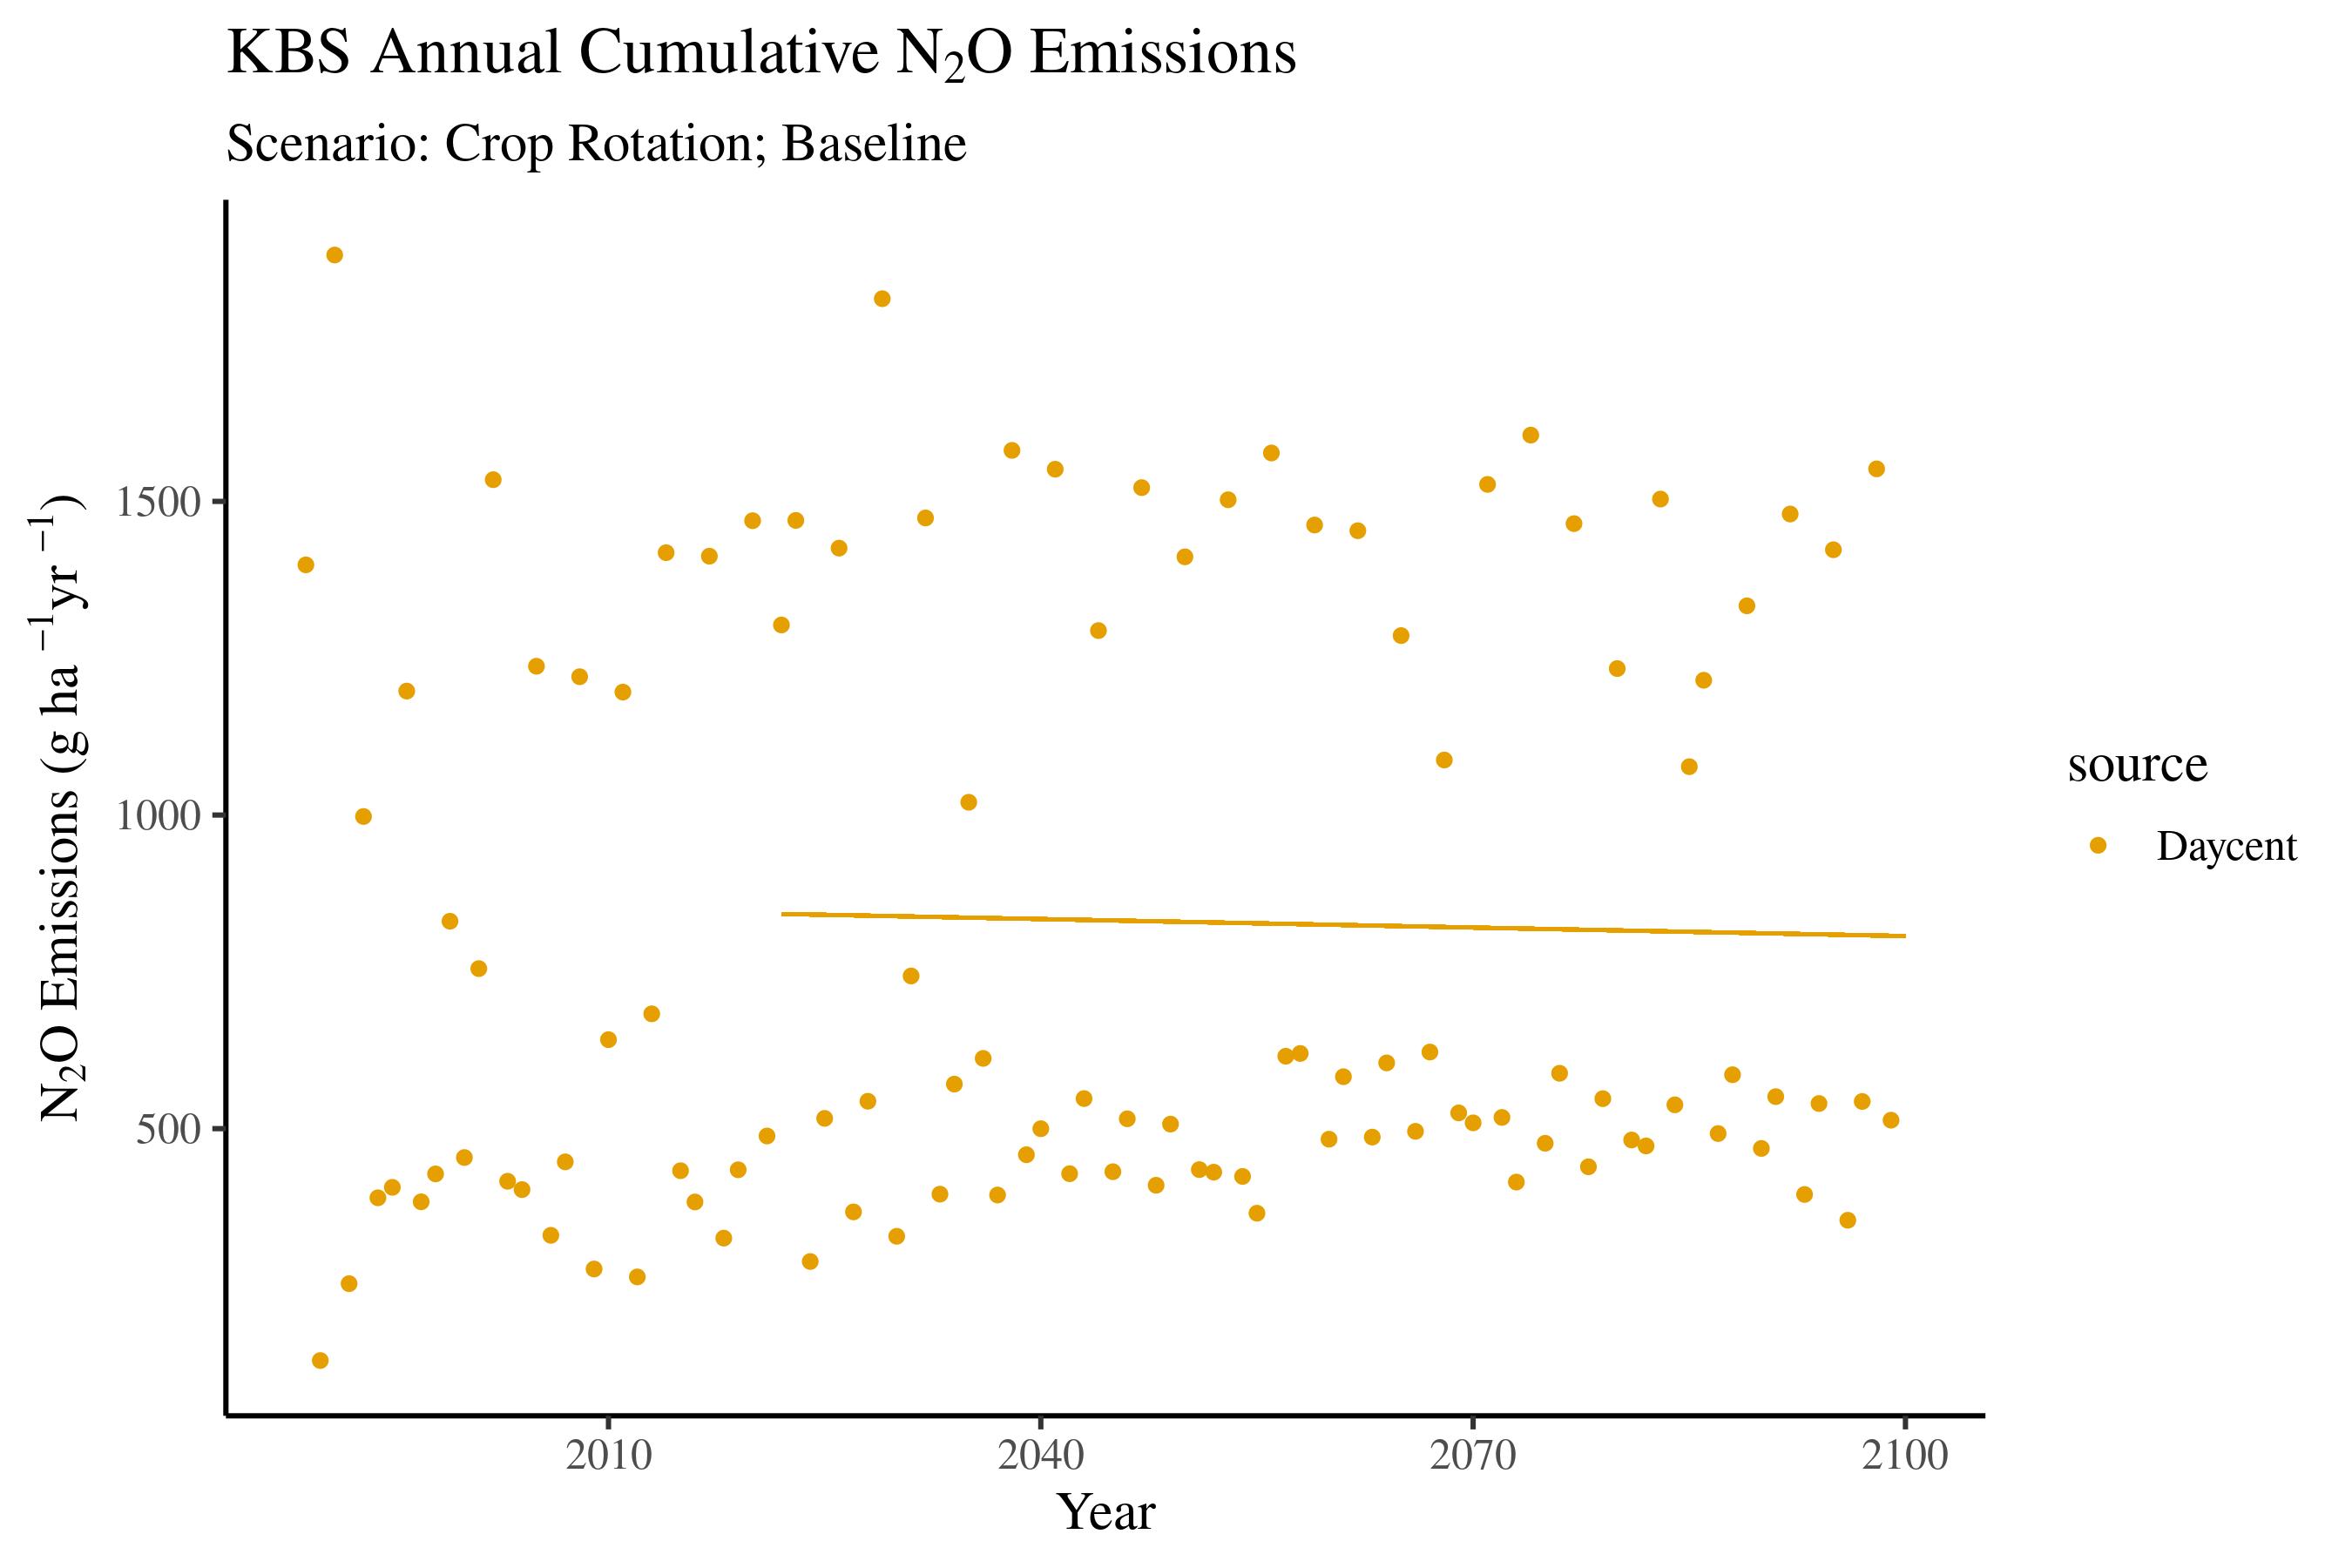 KBS Annual Cumulative N₂O Emissions
Scenario: Crop Rotation; Baseline
N₂O Emissions (g ha ⁻¹yr ⁻¹)
1500
1000
500
2010
2040
2070
2100
Year
source
Daycent